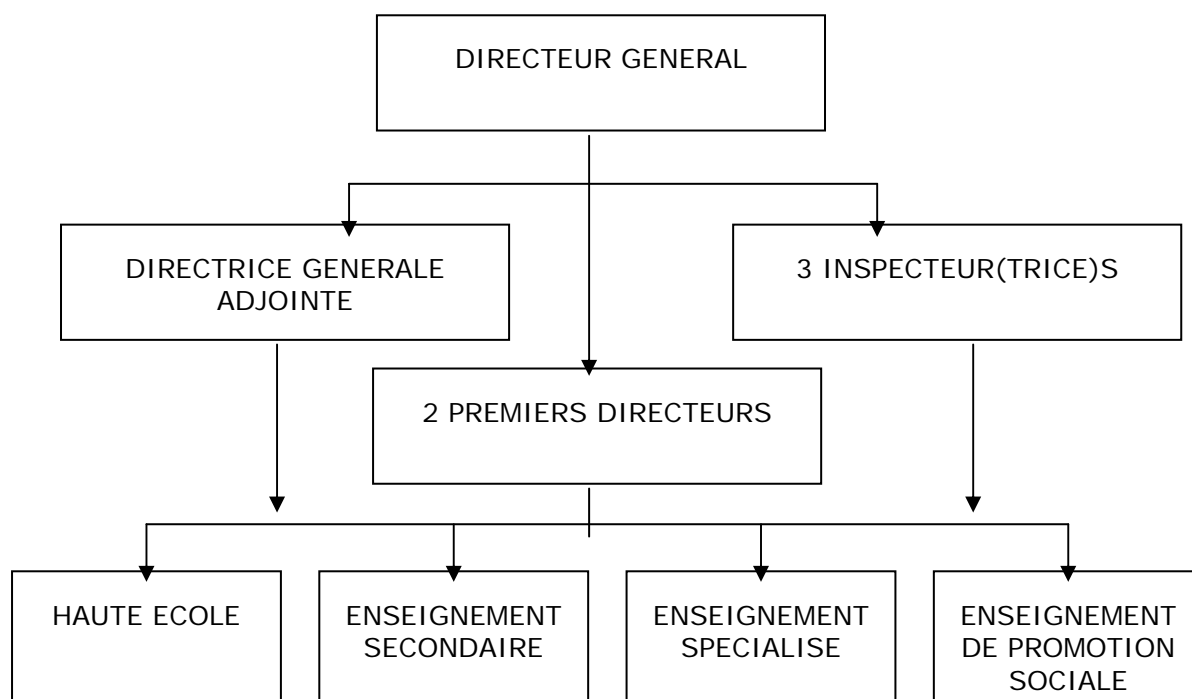 DIRECTEUR GENERAL
DIRECTRICE GENERALE
ADJOINTE
3 INSPECTEUR(TRICE)S
2 PREMIERS DIRECTEURS
HAUTE ECOLE
ENSEIGNEMENT
SECONDAIRE
ENSEIGNEMENT
SPECIALISE
ENSEIGNEMENT
DE PROMOTION
SOCIALE